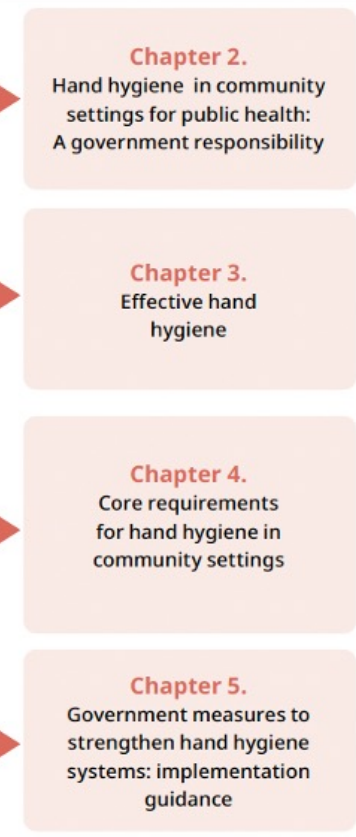 Chapter 2.
Hand hygiene in community
settings for public health:
A government responsibility
Chapter 3.
Effective hand
hygiene
Chapter 4.
Core requirements
for hand hygiene in
community settings
Chapter 5.
Government measures to
strengthen hand hygiene
systems: implementation
guidance